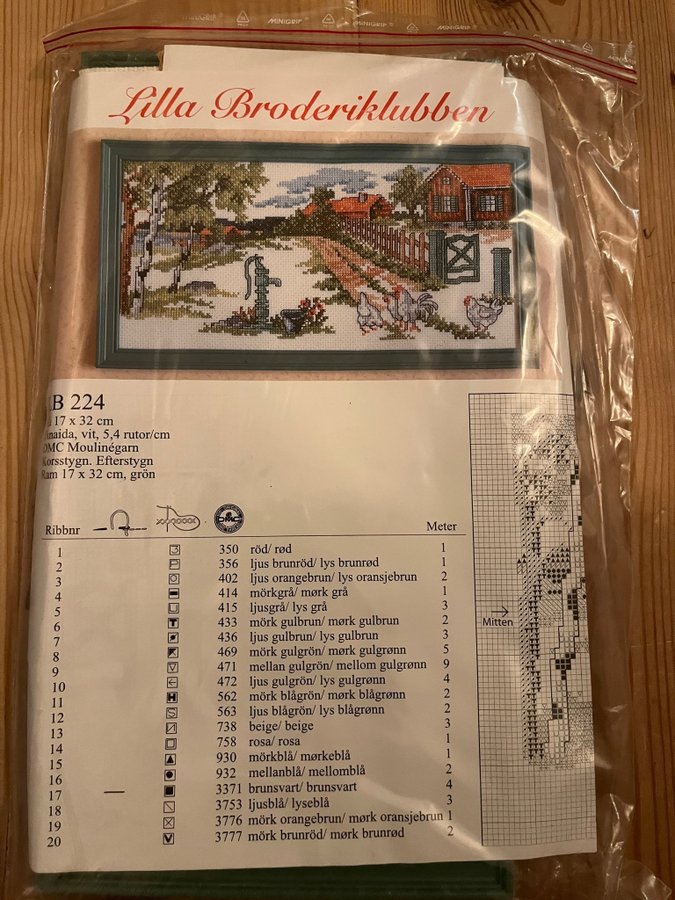 MINIGRIP MINIGRIP MINIGRIP MINIGRIP
Lilla Broderiklubben
B 224
17 x 32 cm
naida, vit, 5,4 rutor/cm
DMC Moulinégarn
Korsstygn. Efterstygn
Ram 17 x 32 cm, grön
Ribbnr DMC Meter
1 350 röd/ rød 1
2 356 ljus brunröd/ lys brunrød 1
3 402 ljus orangebrun/ lys oransjebrun 2
4 414 mörkgrå/ mørk grå 1
5 415 ljusgrå/ lys grå 3
6 433 mörk gulbrun/ mørk gulbrun 2
7 436 ljus gulbrun/ lys gulbrun 3
8 469 mörk gulgrön/ mørk gulgrønn 5
9 471 mellan gulgrön/ mellom gulgrønn 9
10 472 ljus gulgrön/ lys gulgrønn 4
11 562 mörk blågrön/ mørk blågrønn 2
12 563 ljus blågrön/ lys blågrønn 2
13 738 beige/ beige 3
14 758 rosa/ rosa 1
15 930 mörkblå/ mørkeblå 1
16 932 mellanblå/ mellomblå 2
17 3371 brunsvart/ brunsvart 4
18 3753 ljusblå/ lyseblå 3
19 3776 mörk orangebrun/ mørk oransjebrun 1
20 3777 mörk brunröd/ mørk brunrød 2
Mitten